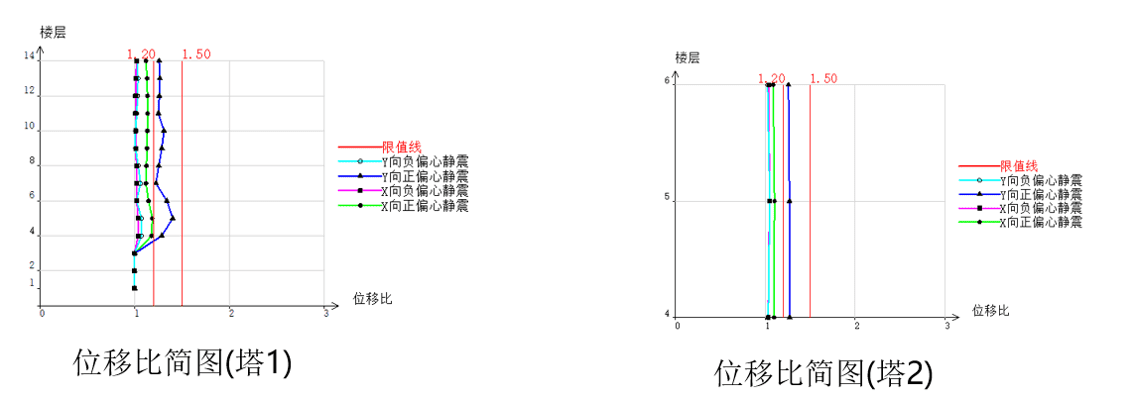 楼层
1.20 1.50
14
12
10
8
6
4
2
1
0 1 2 3
位移比
限值线
Y向负偏心静震
Y向正偏心静震
X向负偏心静震
X向正偏心静震
位移比简图(塔1)
楼层
1.20 1.50
6
5
4
0 1 2 3
位移比
限值线
Y向负偏心静震
Y向正偏心静震
X向负偏心静震
X向正偏心静震
位移比简图(塔2)